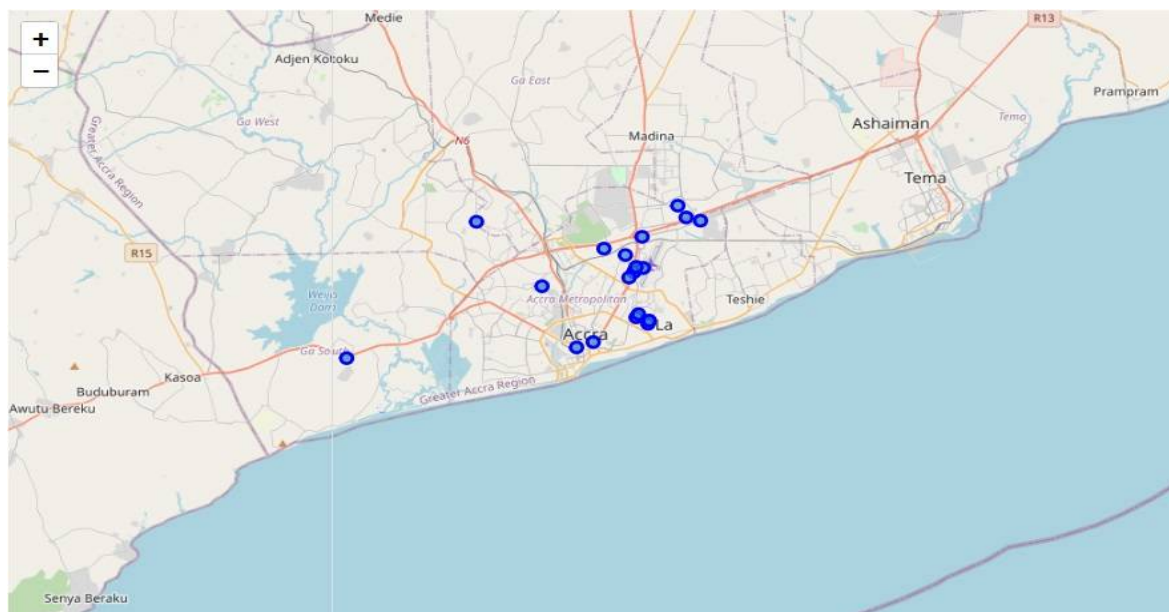 Medie
R13
+
Adjen Kotoku
−
Ga East
Prampram
Ga West
Tema
Ashaiman
Madina
N6
Greater Accra Region
Tema
R15
Weija
Dam
Accra Metropolitan
Teshie
La
Accra
Ga South
Kasoa
Buduburam
Greater Accra Region
Awutu Bereku
Senya Beraku